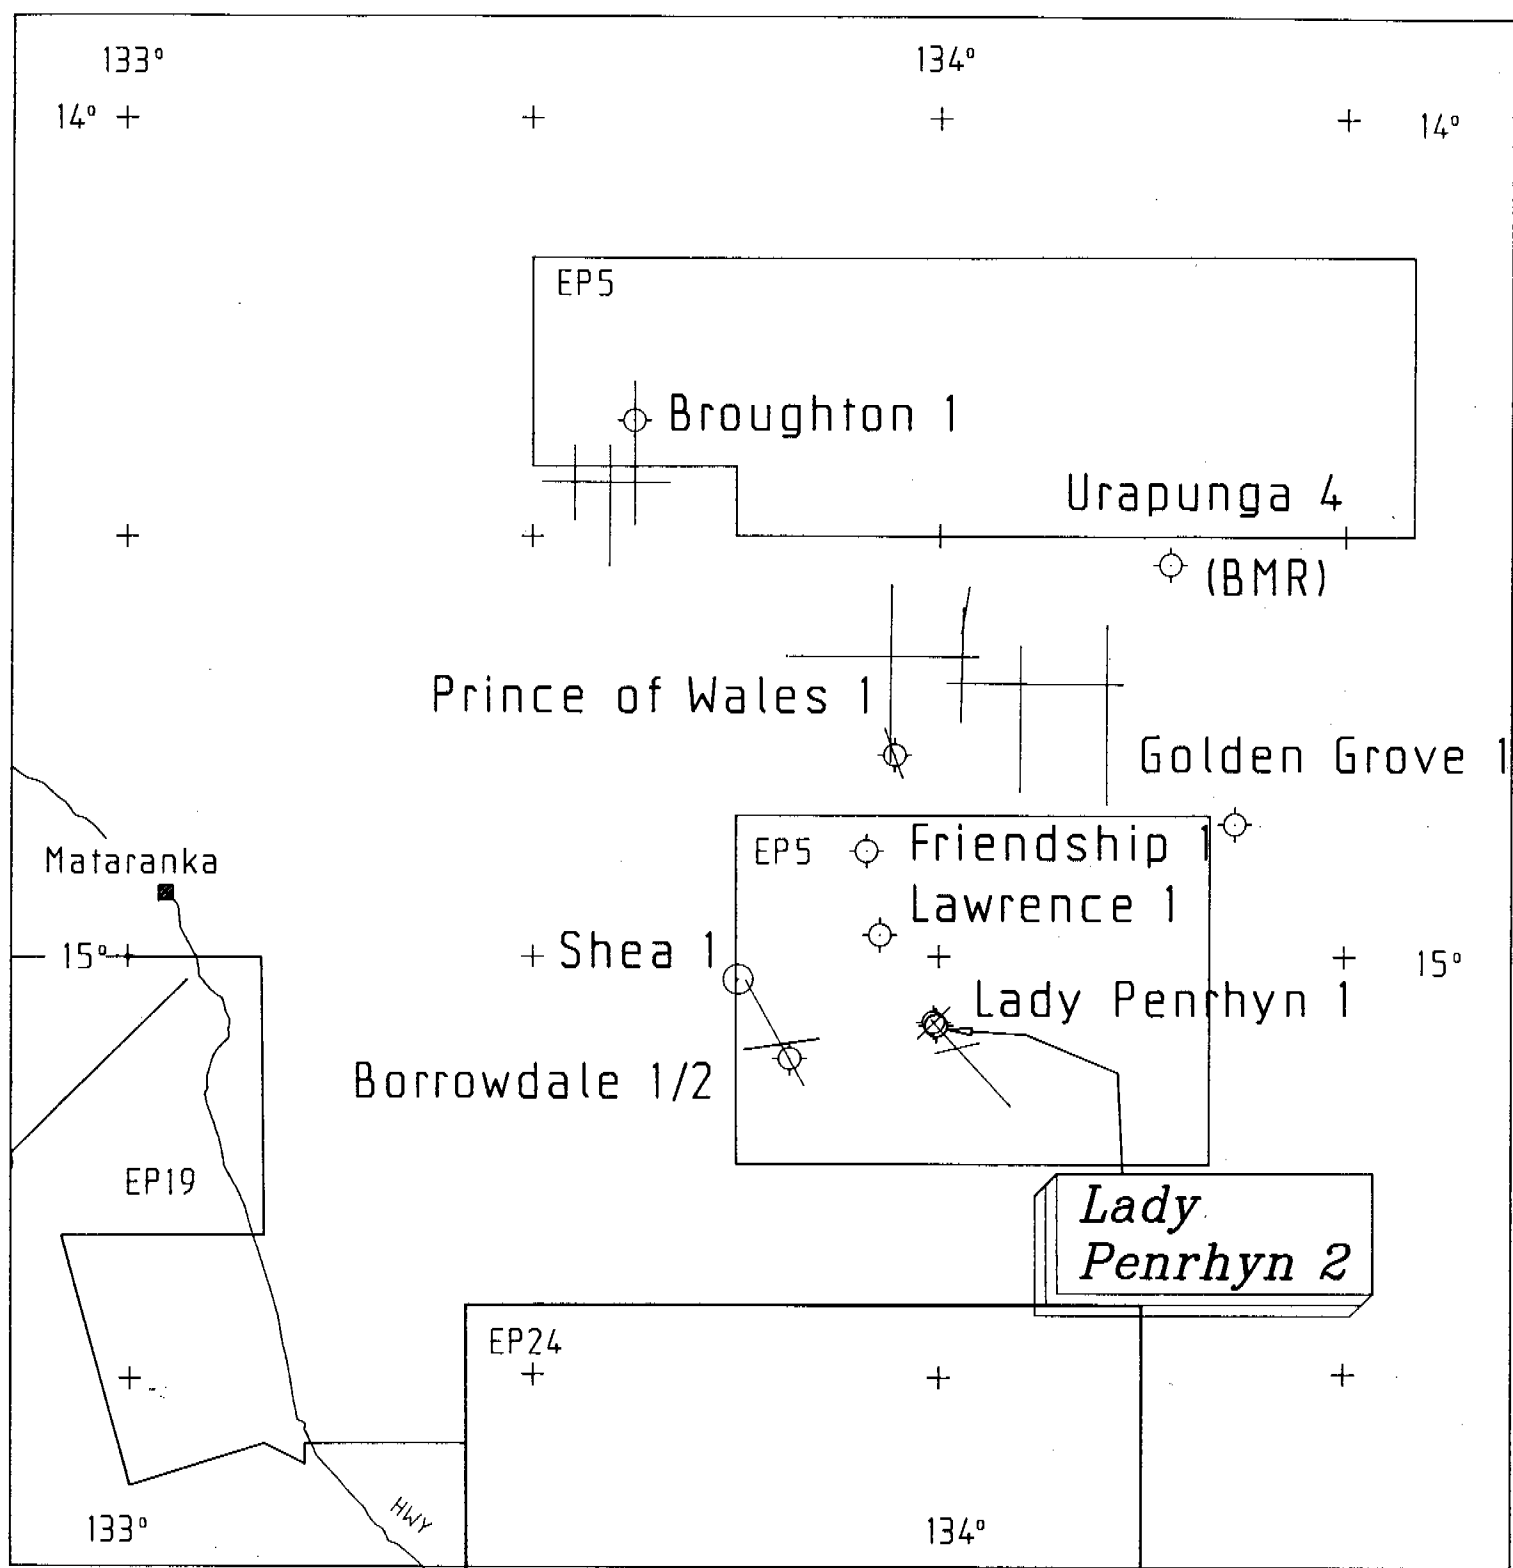 133° 134°
14° 14°
EP5
Broughton 1
Urapunga 4
(BMR)
Prince of Wales 1
Golden Grove 1
EP5 Friendship 1
Mataranka
Lawrence 1
15° Shea 1 15°
Lady Penrhyn 1
Borrowdale 1/2
EP19
Lady
Penrhyn 2
EP24
HWY
133° 134°